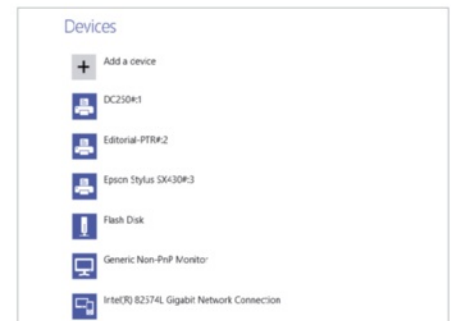 Devices
Add a device
DC250#:1
Editorial-PTR#:2
Epson Stylus SX430#:3
Flash Disk
Generic Non-PnP Monitor
Intel(R) 82574L Gigabit Network Connection